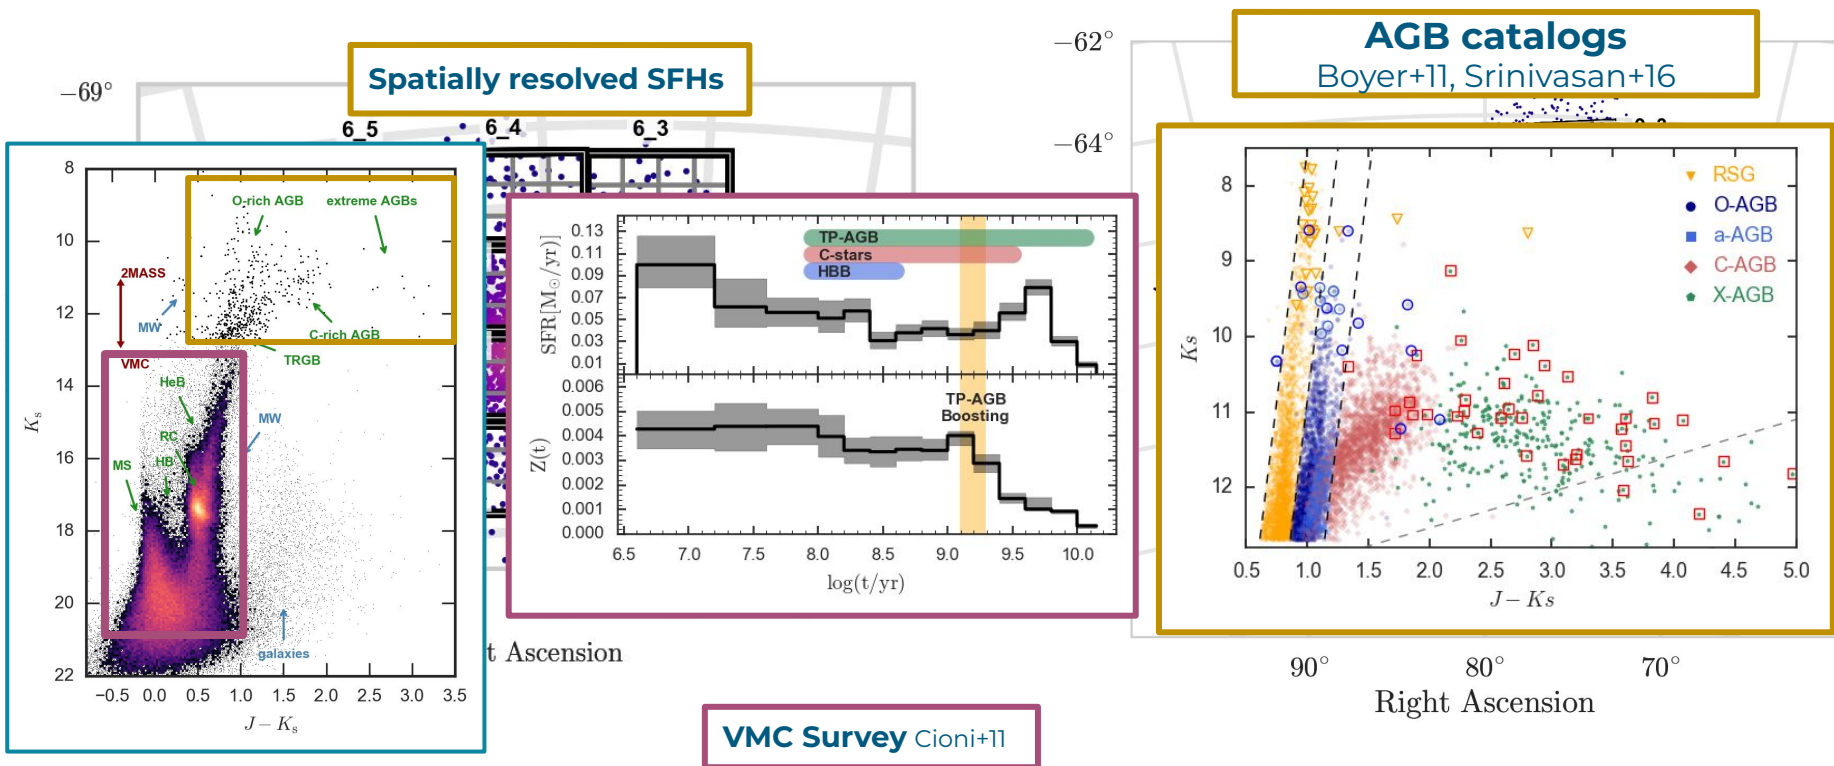 Spatially resolved SFHs
AGB catalogs
Boyer+11, Srinivasan+16
−69°
6_5
6_4
6_3
−62°
−64°
8
10
12
14
16
18
20
22
K_s
O-rich AGB
extreme AGBs
2MASS
MW
C-rich AGB
TRGB
VMC
HeB
MW
RC
HB
MS
galaxies
−0.5 0.0 0.5 1.0 1.5 2.0 2.5 3.0 3.5
J − K_s
t Ascension
0.13
0.11
0.09
0.07
0.05
0.03
0.01
SFR[M⊙/yr]
TP-AGB
C-stars
HBB
0.006
0.005
0.004
0.003
0.002
0.001
0.000
Z(t)
TP-AGB
Boosting
6.5 7.0 7.5 8.0 8.5 9.0 9.5 10.0
log(t/yr)
8
9
10
11
12
Ks
RSG
O-AGB
a-AGB
C-AGB
X-AGB
0.5 1.0 1.5 2.0 2.5 3.0 3.5 4.0 4.5 5.0
J − Ks
90° 80° 70°
Right Ascension
VMC Survey Cioni+11